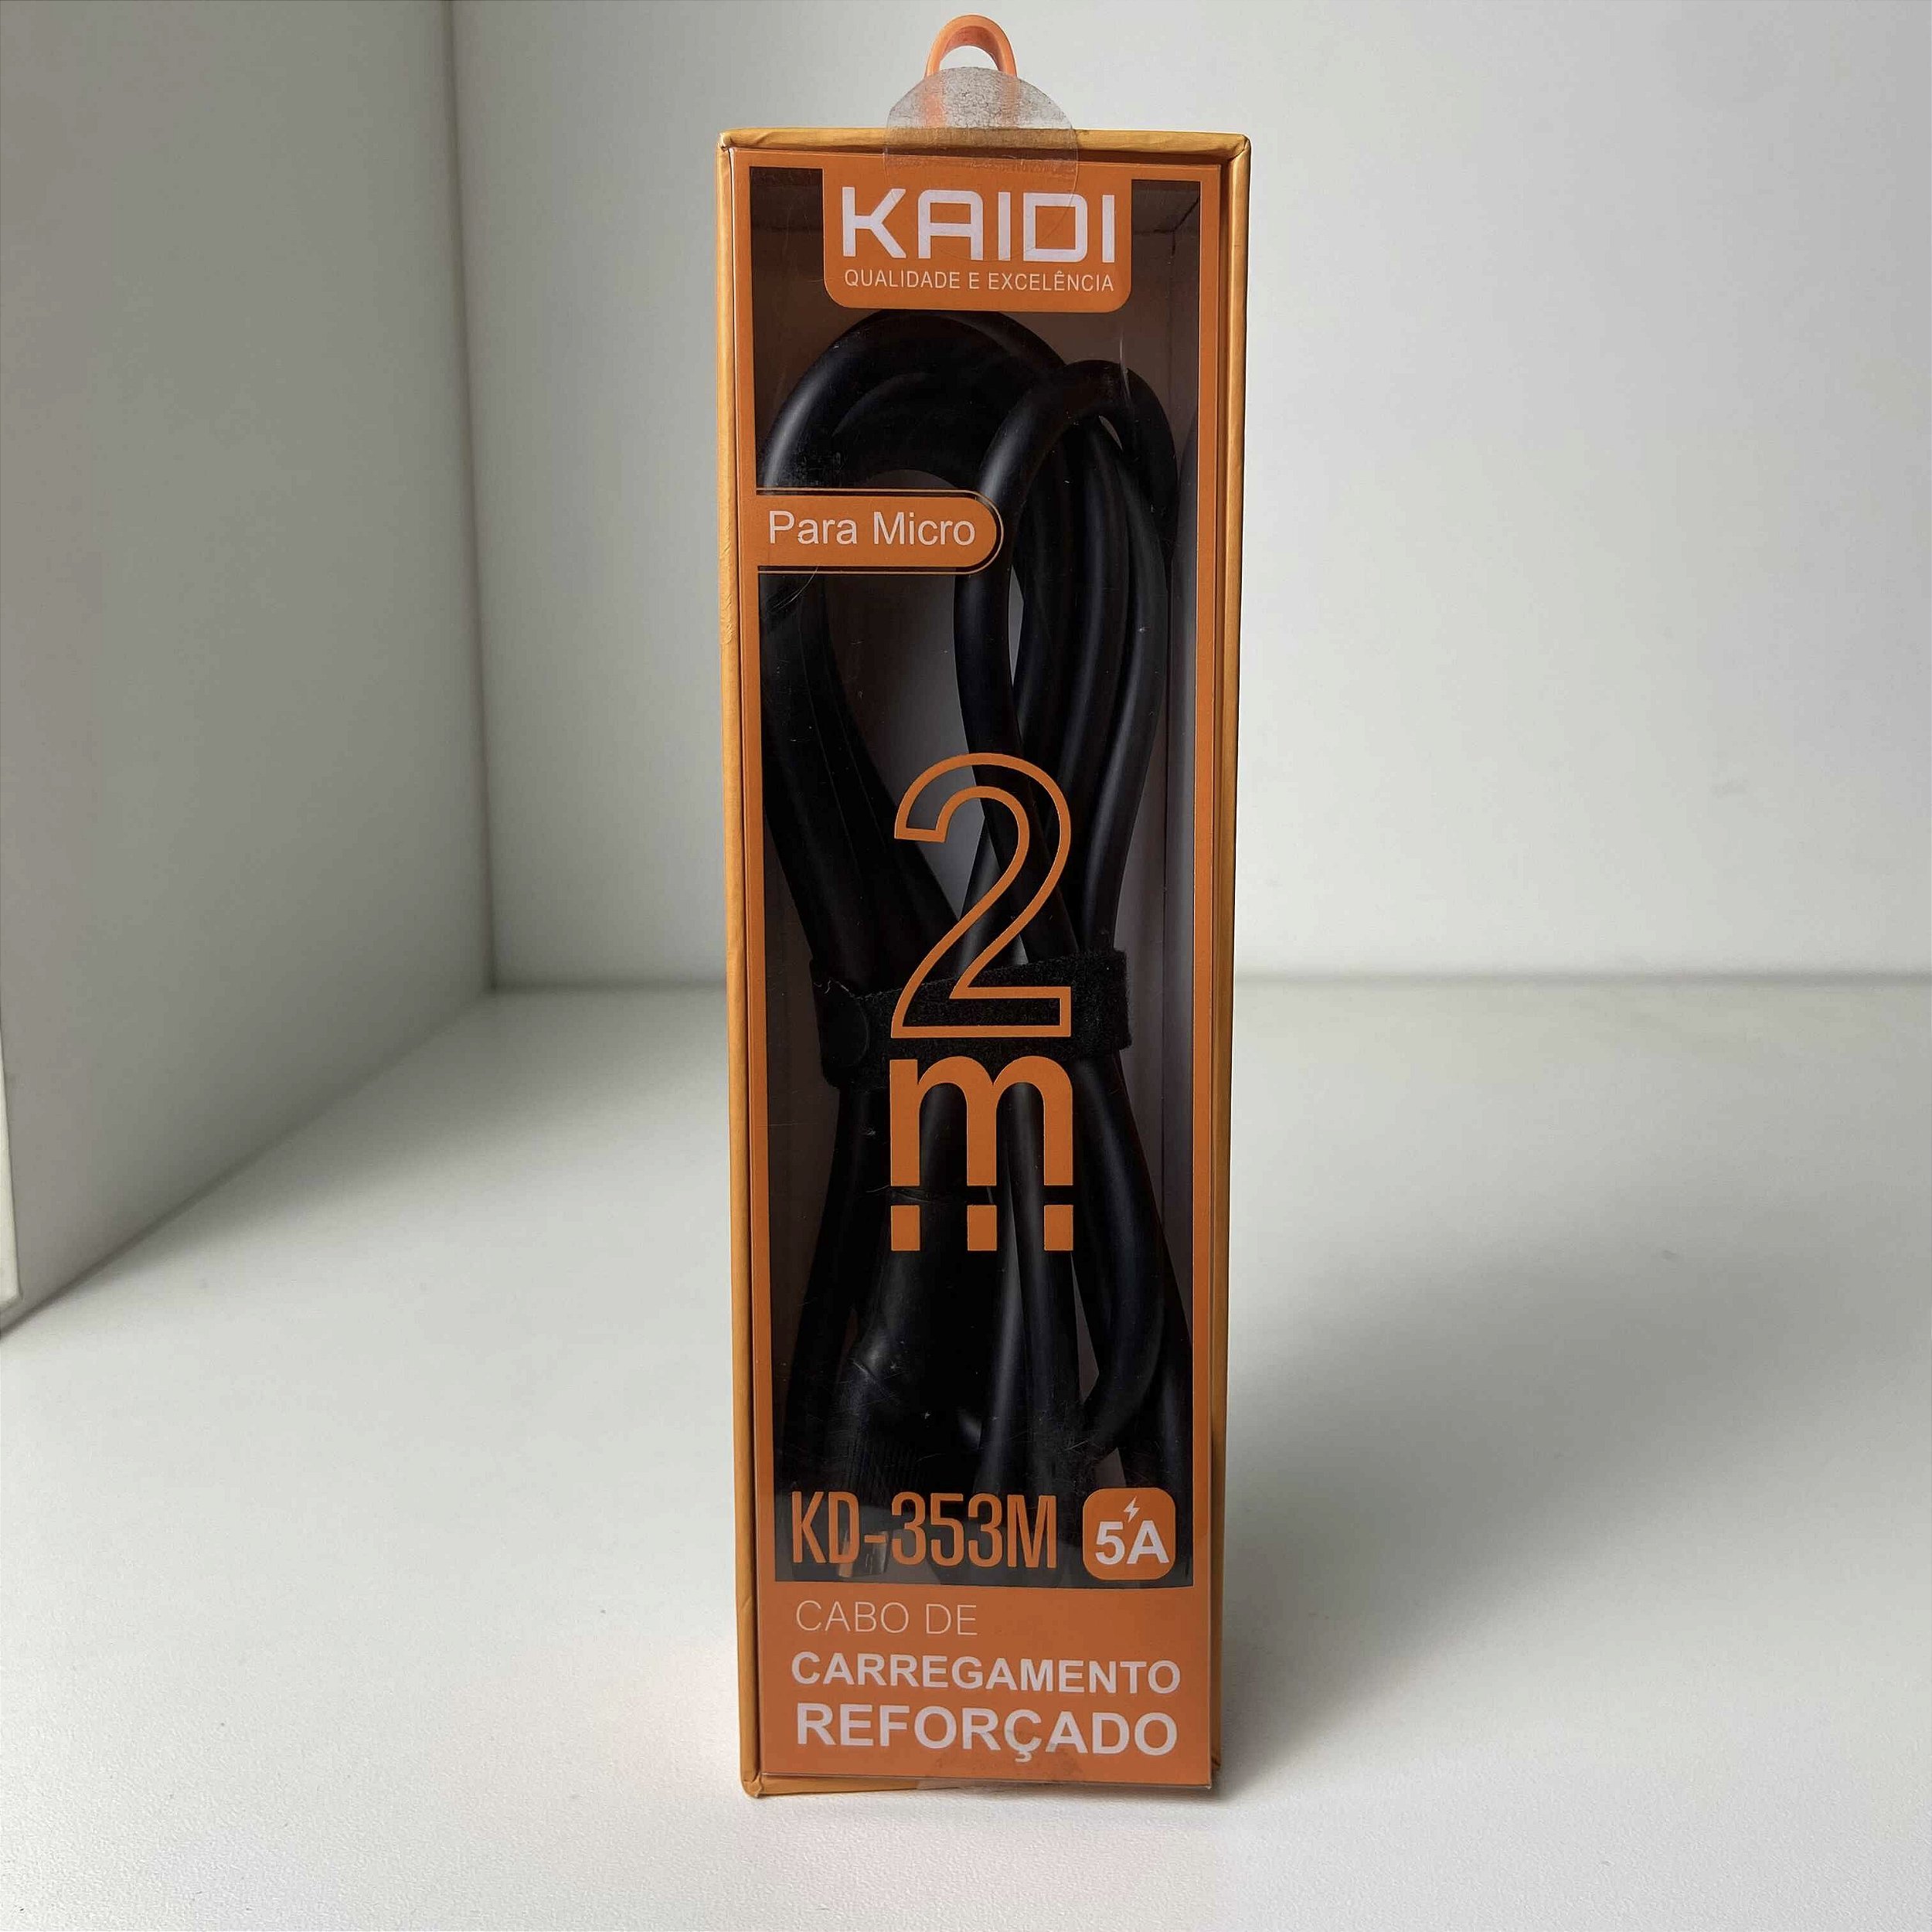 KAIDI
QUALIDADE E EXCELÊNCIA
Para Micro
2
m
KD-353M
5A
CABO DE
CARREGAMENTO
REFORÇADO